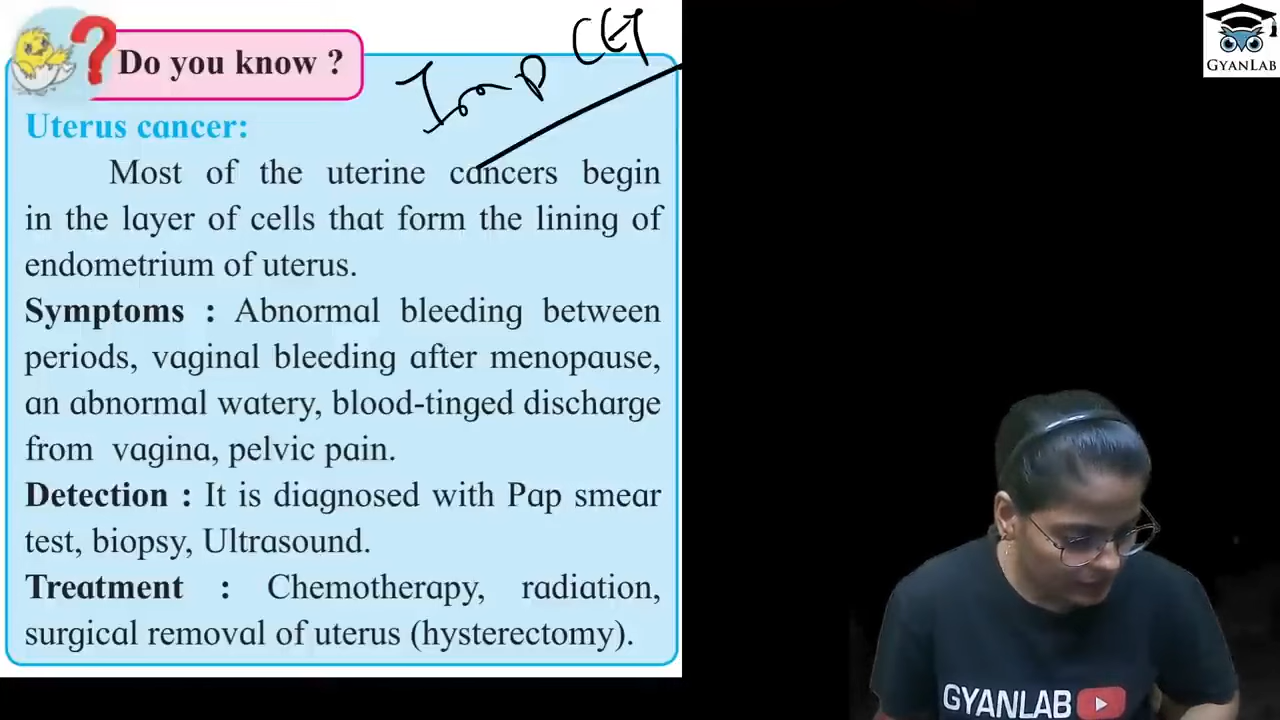 Do you know ?
Imp CET
GYANLAB
Uterus cancer:
Most of the uterine cancers begin
in the layer of cells that form the lining of
endometrium of uterus.
Symptoms : Abnormal bleeding between
periods, vaginal bleeding after menopause,
an abnormal watery, blood-tinged discharge
from vagina, pelvic pain.
Detection : It is diagnosed with Pap smear
test, biopsy, Ultrasound.
Treatment : Chemotherapy, radiation,
surgical removal of uterus (hysterectomy).
GYANLAB